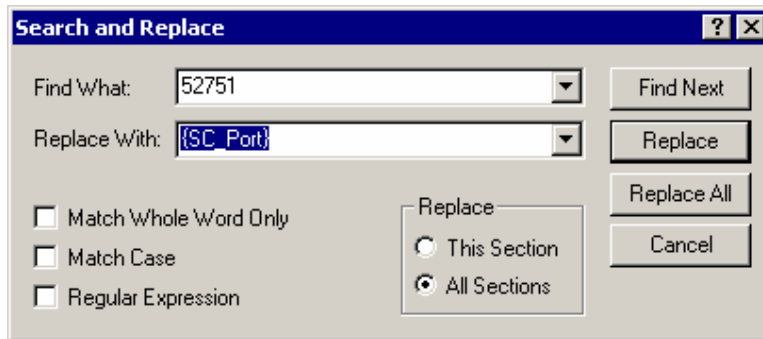 Search and Replace
Find What: 52751 Find Next
Replace With: {SC_Port} Replace
Replace All
Match Whole Word Only
Match Case
Regular Expression
Replace
This Section
All Sections
Cancel